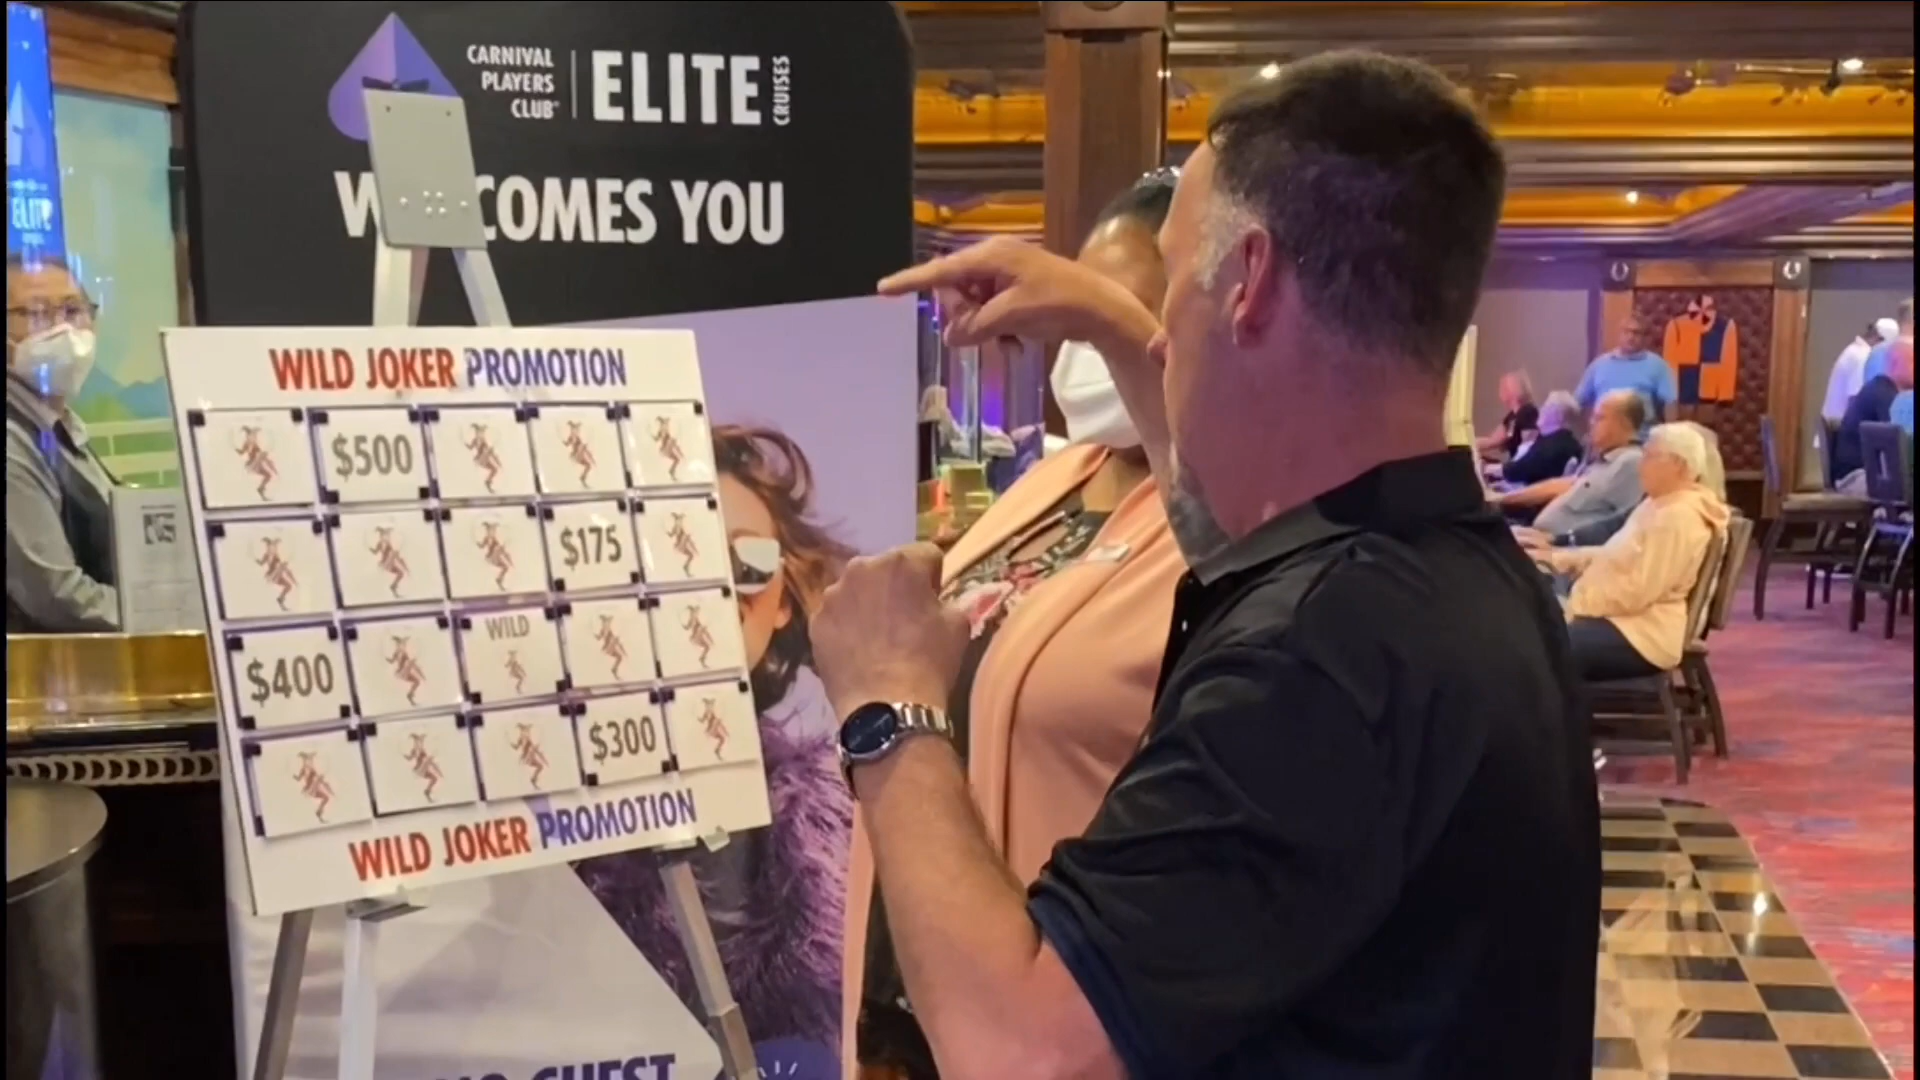 CARNIVAL
PLAYERS
CLUB
ELITE
CRUISES
COMES YOU
ELITE
WILD JOKER PROMOTION
$500
$175
WILD
$400
$300
WILD JOKER PROMOTION